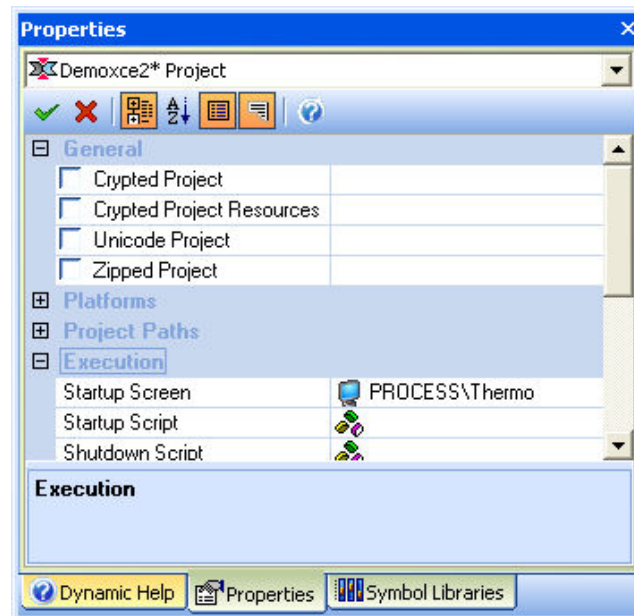 Properties
Demoxce2* Project
A Z
General
Crypted Project
Crypted Project Resources
Unicode Project
Zipped Project
Platforms
Project Paths
Execution
Startup Screen PROCESS\Thermo
Startup Script
Shutdown Script
Execution
Dynamic Help Properties Symbol Libraries